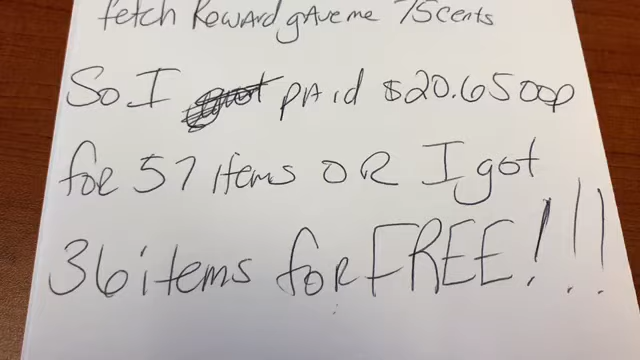 fetch Reward gave me 75cents
So I paid $20.65 OOP
for 57 items OR I got
36 items for FREE!!!